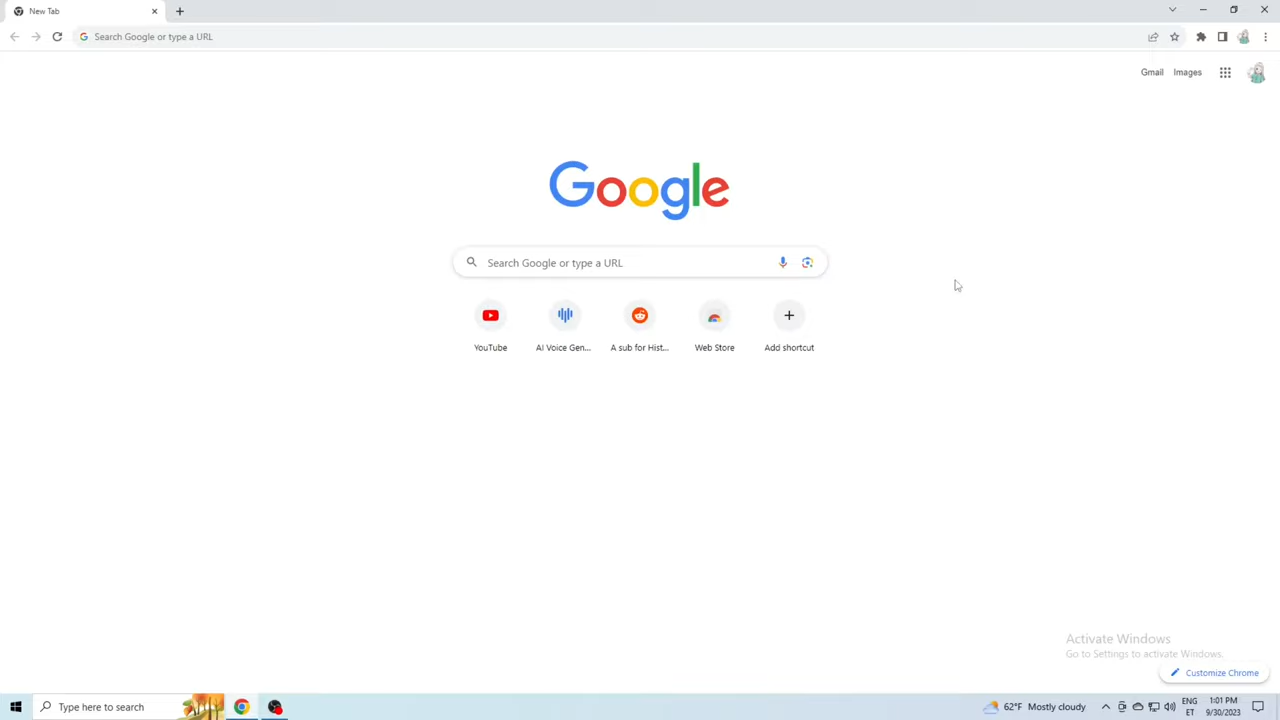 New Tab
Search Google or type a URL
Gmail Images
Google
Search Google or type a URL
YouTube AI Voice Gen... A sub for Hist... Web Store Add shortcut
Activate Windows
Go to Settings to activate Windows.
Customize Chrome
Type here to search
62°F Mostly cloudy
ENG
ET
1:01 PM
9/30/2023